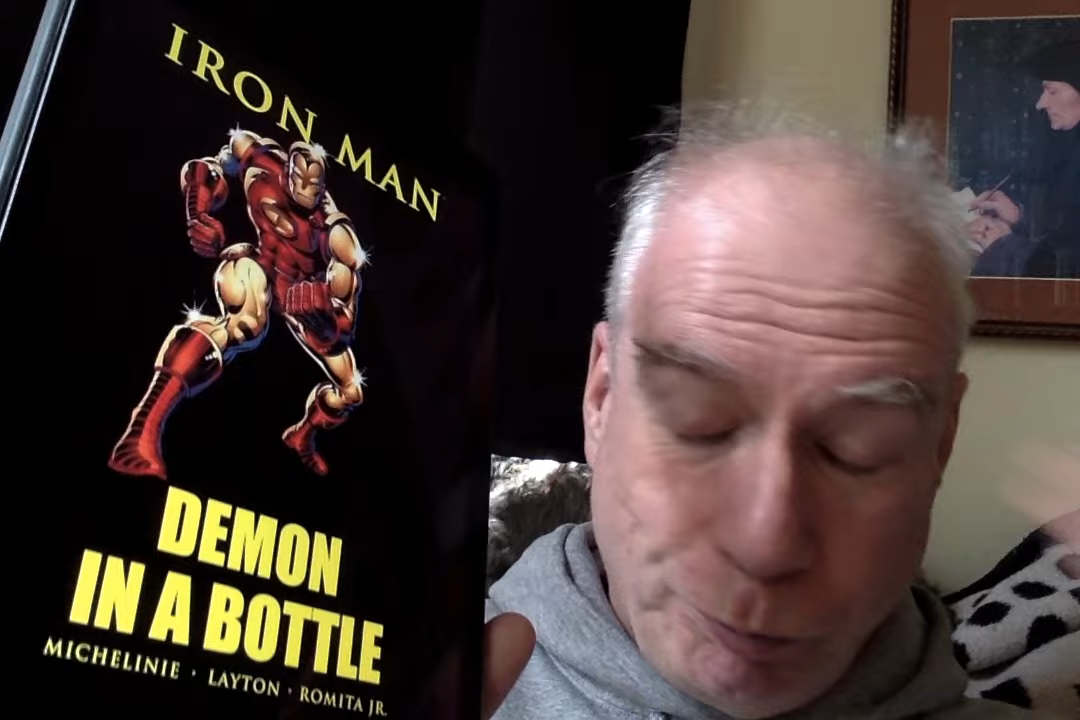 IRON MAN
DEMON
IN A BOTTLE
MICHELINIE · LAYTON · ROMITA JR.